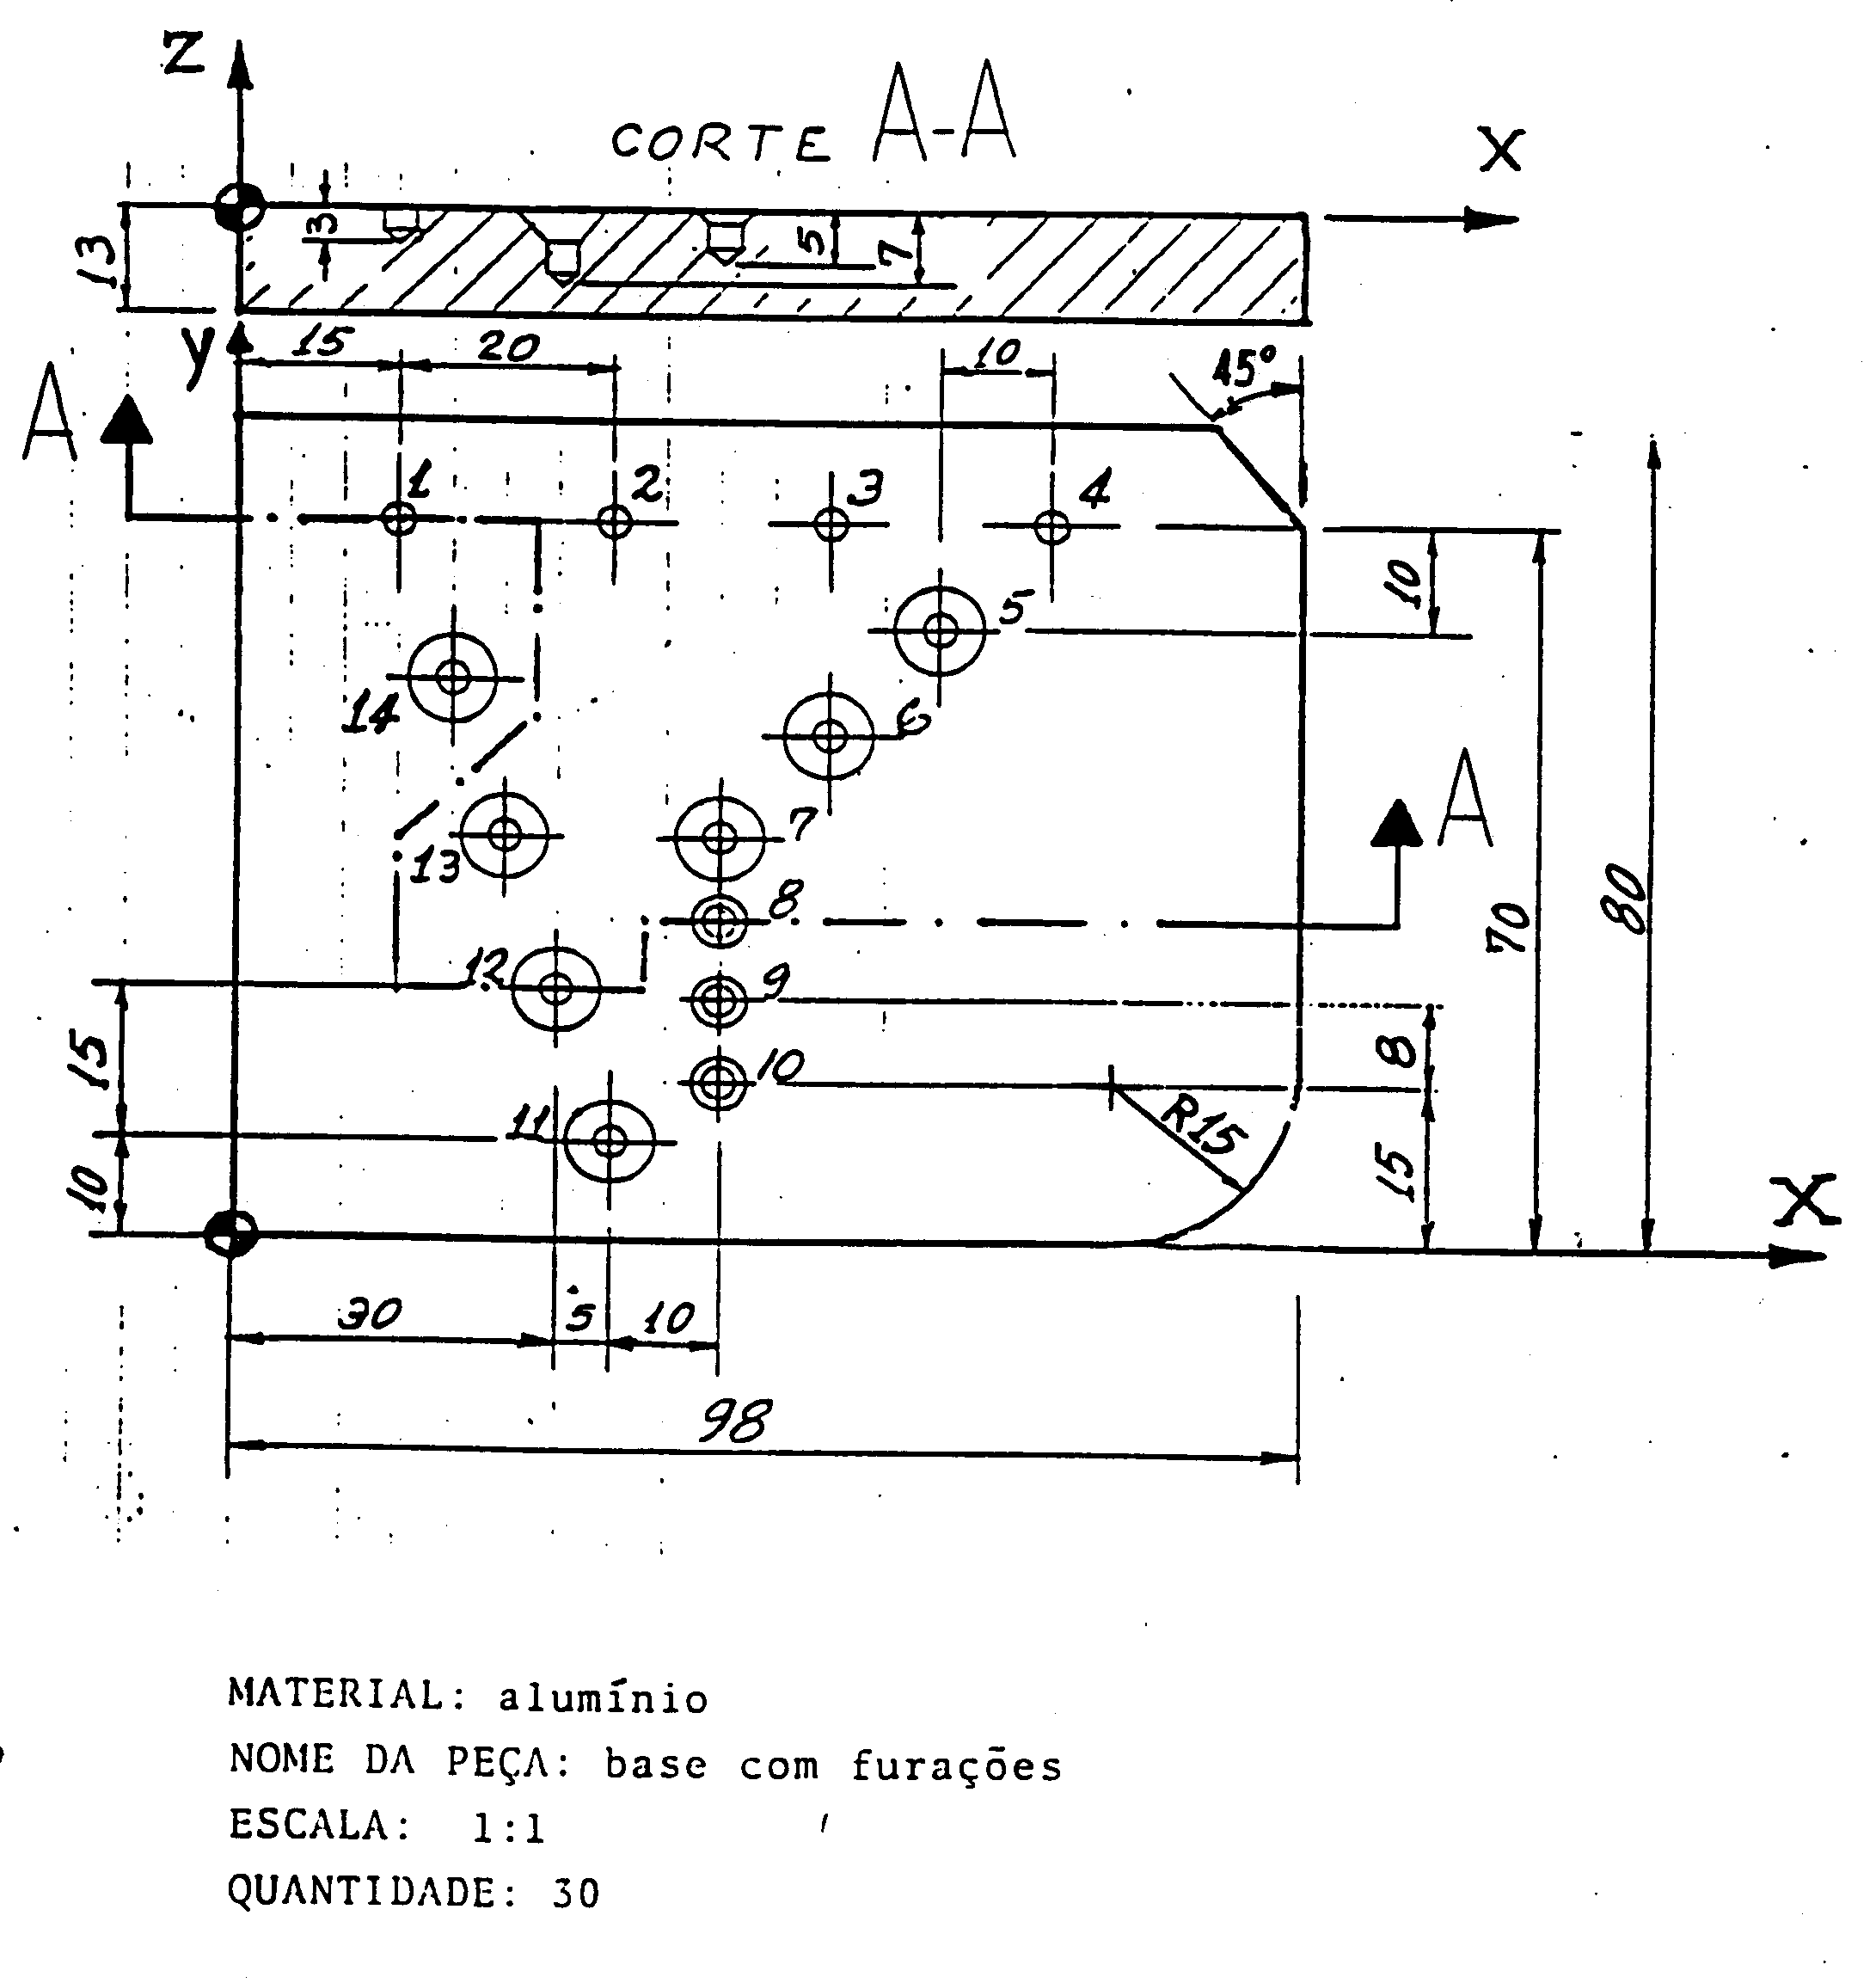 Z
CORTE A-A
X
3
13
5
7
y
15
20
10
45°
A
1
2
3
4
5
10
14
6
A
13
7
8
70
80
12
9
15
8
10
11
R15
10
15
X
30
5
10
98
MATERIAL: alumínio
NOME DA PEÇA: base com furações
ESCALA: 1:1
QUANTIDADE: 30